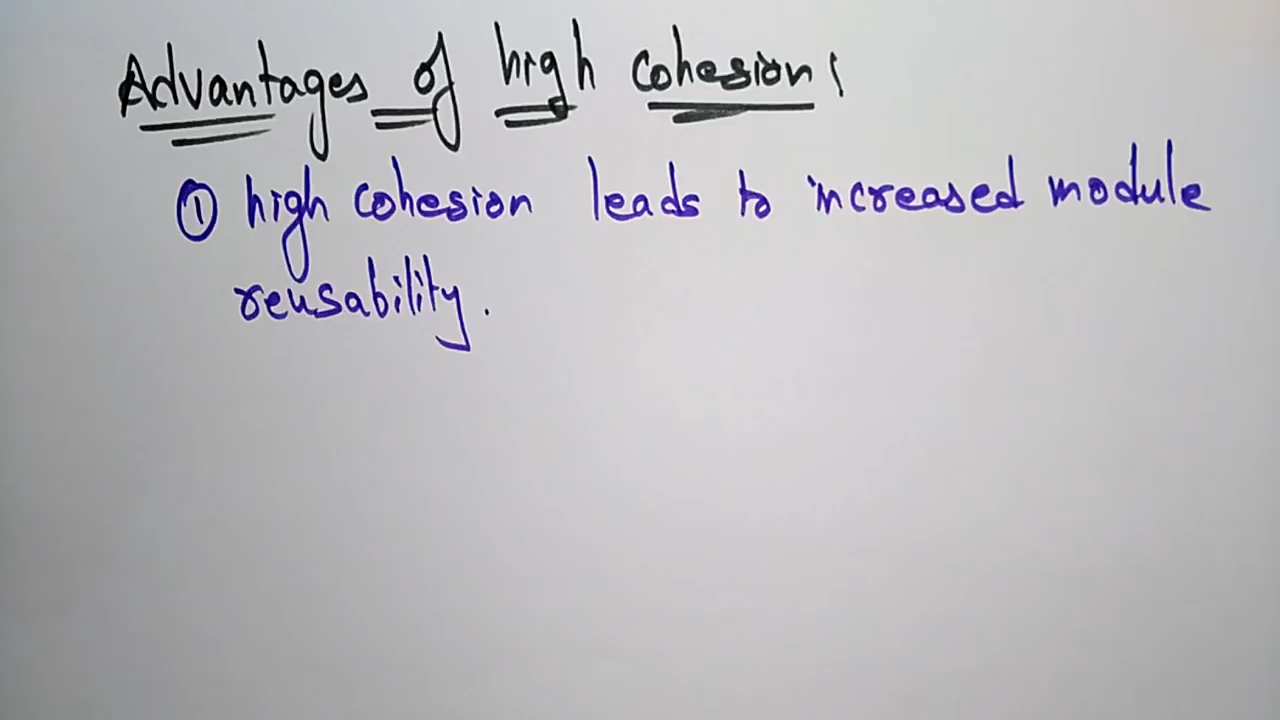 Advantages of high cohesion:
① high cohesion leads to increased module
reusability.